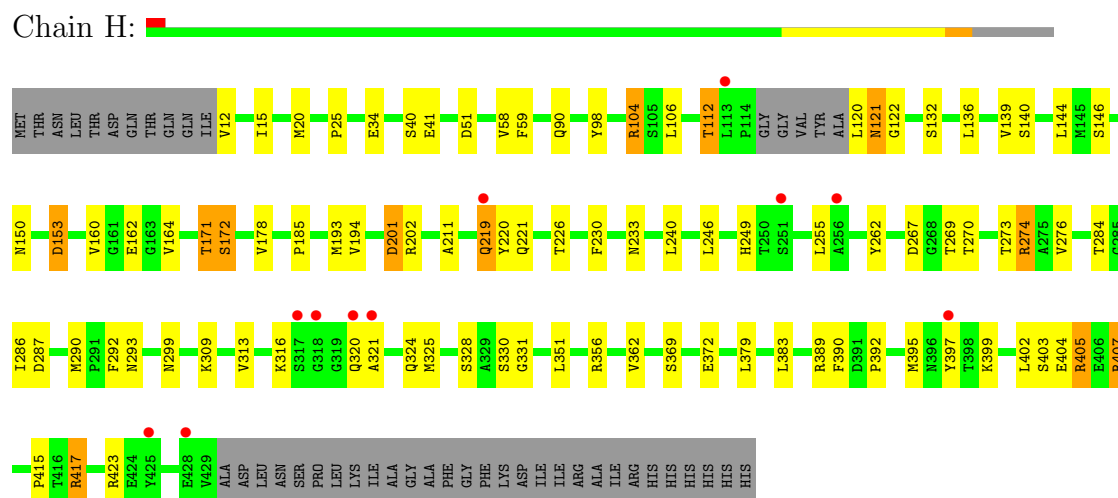 Chain H:
MET THR ASN LEU THR ASP GLN THR GLN GLN ILE V12 I15 M20 P25 E34 S40 E41 D51 V58 F59 Q90 Y98 R104 S105 L106 T112 L113 P114 GLY GLY VAL TYR ALA L120 N121 G122 S132 L136 V139 S140 L144 M145 S146
N150 D153 V160 G161 E162 G163 V164 T171 S172 V178 P185 M193 V194 D201 R202 A211 Q219 Y220 Q221 T226 F230 N233 L240 L246 H249 T250 S251 L255 A256 Y262 D267 G268 T269 T270 T273 R274 A275 V276 T284 G285
I286 D287 M290 P291 F292 N293 N299 K309 V313 K316 S317 G318 G319 Q320 A321 Q324 M325 S328 A329 S330 G331 L351 R356 V362 S369 E372 L379 L383 R389 F390 D391 P392 M395 N396 Y397 T398 K399 L402 S403 E404 R405 E406 R407
P415 T416 R417 R423 E424 Y425 E428 V429 ALA ASP LEU ASN SER PRO LEU LYS ILE ALA GLY ALA PHE GLY PHE LYS ASP ILE ILE ARG ALA ILE ARG HIS HIS HIS HIS HIS HIS